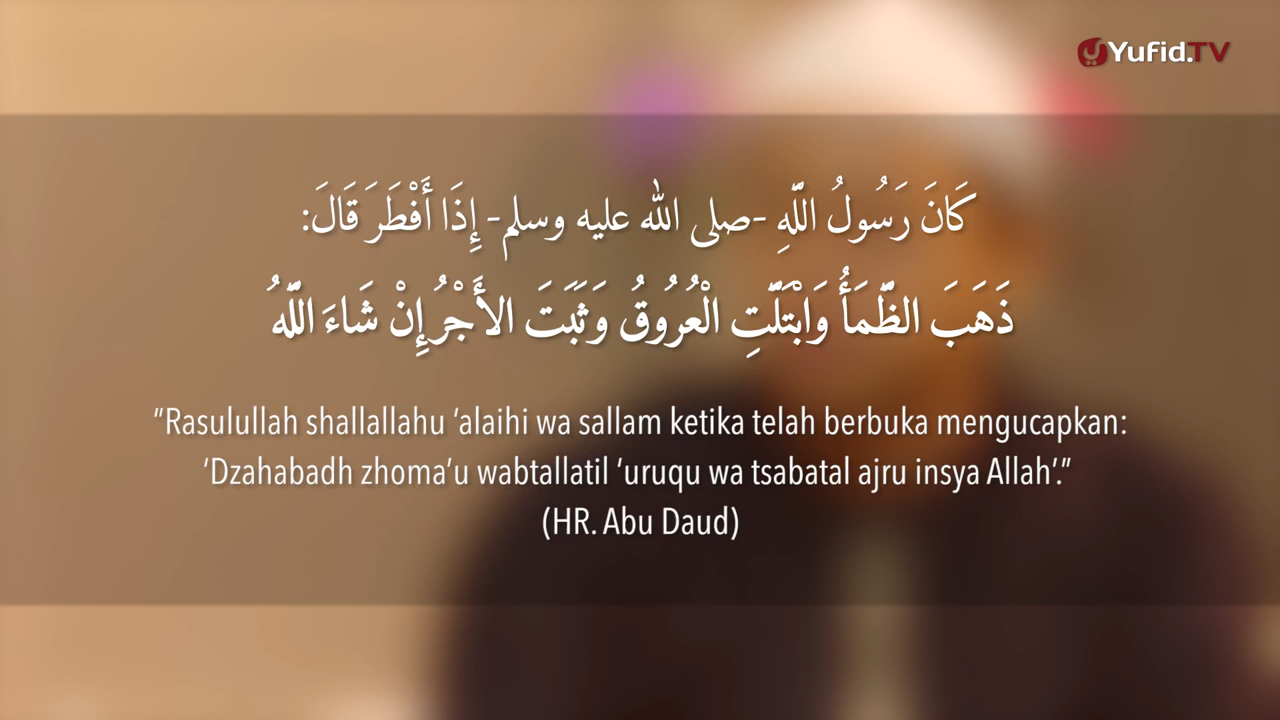 Yufid.TV
كَانَ رَسُولُ اللَّهِ -صلى الله عليه وسلم- إِذَا أَفْطَرَ قَالَ:
ذَهَبَ الظَّمَأُ وَابْتَلَّتِ الْعُرُوقُ وَثَبَتَ الأَجْرُ إِنْ شَاءَ اللَّهُ
“Rasulullah shallallahu ‘alaihi wa sallam ketika telah berbuka mengucapkan:
‘Dzahabadh zhoma’u wabtallatil ‘uruqu wa tsabatal ajru insya Allah’.”
(HR. Abu Daud)